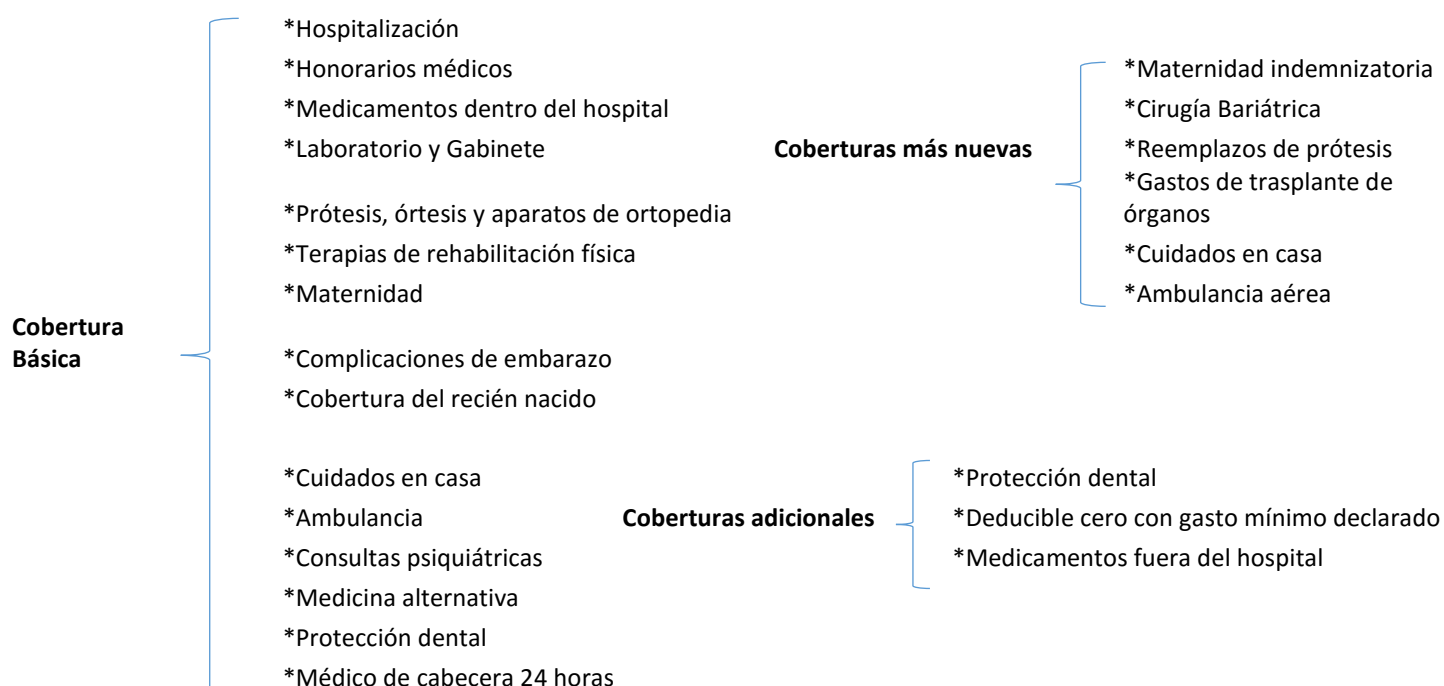 *Hospitalización
*Honorarios médicos
*Medicamentos dentro del hospital
*Laboratorio y Gabinete
*Prótesis, órtesis y aparatos de ortopedia
*Terapias de rehabilitación física
*Maternidad
Cobertura
Básica
*Complicaciones de embarazo
*Cobertura del recién nacido
*Cuidados en casa
*Ambulancia
*Consultas psiquiátricas
*Medicina alternativa
*Protección dental
*Médico de cabecera 24 horas
Coberturas más nuevas
*Maternidad indemnizatoria
*Cirugía Bariátrica
*Reemplazos de prótesis
*Gastos de trasplante de
órganos
*Cuidados en casa
*Ambulancia aérea
Coberturas adicionales
*Protección dental
*Deducible cero con gasto mínimo declarado
*Medicamentos fuera del hospital